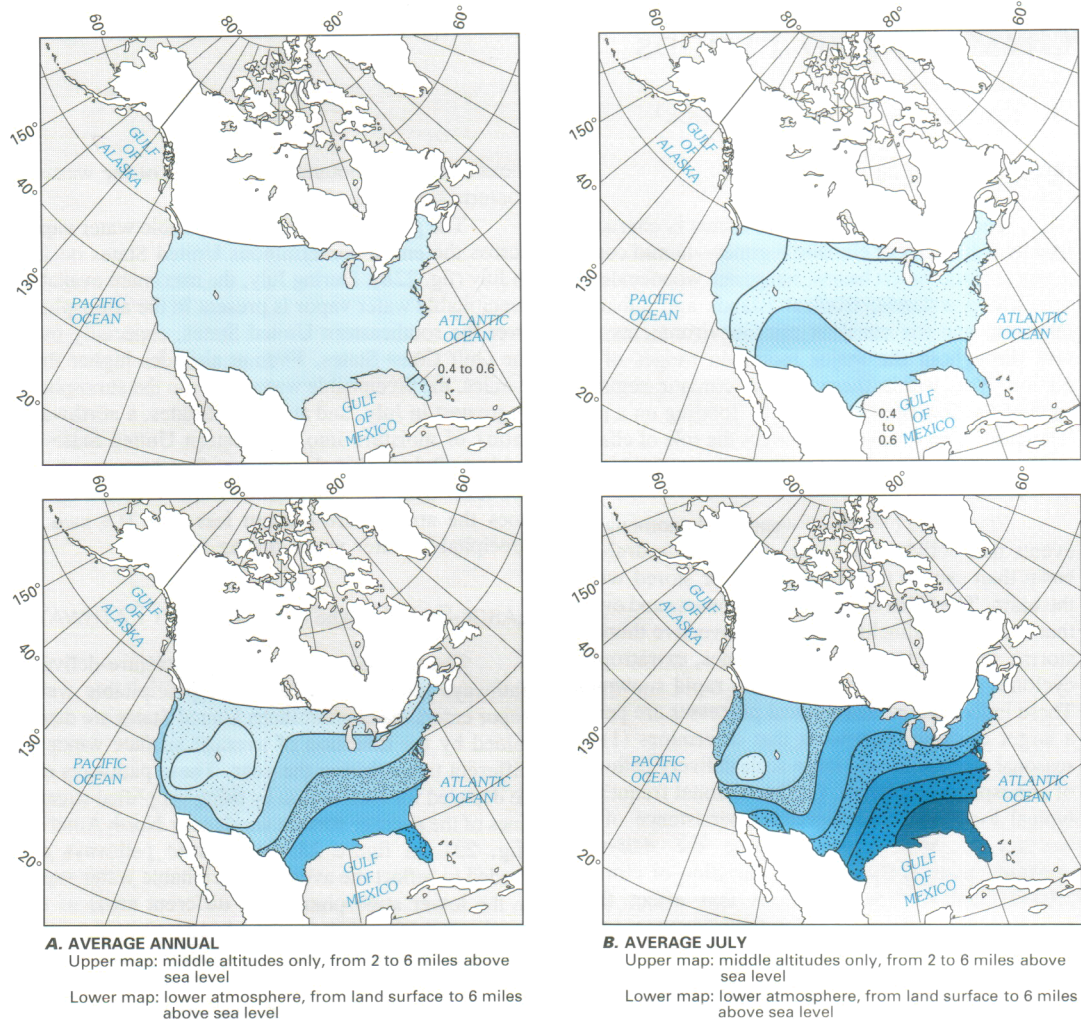 60°
80°
80°
60°
150°
40°
130°
20°
GULF
OF
ALASKA
PACIFIC
OCEAN
ATLANTIC
OCEAN
0.4 to 0.6
GULF
OF
MEXICO
60°
80°
80°
60°
150°
40°
130°
20°
GULF
OF
ALASKA
PACIFIC
OCEAN
ATLANTIC
OCEAN
0.4
to
0.6
GULF
OF
MEXICO
60°
80°
80°
60°
150°
40°
130°
20°
GULF
OF
ALASKA
PACIFIC
OCEAN
ATLANTIC
OCEAN
GULF
OF
MEXICO
A. AVERAGE ANNUAL
Upper map: middle altitudes only, from 2 to 6 miles above
sea level
Lower map: lower atmosphere, from land surface to 6 miles
above sea level
60°
80°
80°
60°
150°
40°
130°
20°
GULF
OF
ALASKA
PACIFIC
OCEAN
ATLANTIC
OCEAN
GULF
OF
MEXICO
B. AVERAGE JULY
Upper map: middle altitudes only, from 2 to 6 miles above
sea level
Lower map: lower atmosphere, from land surface to 6 miles
above sea level